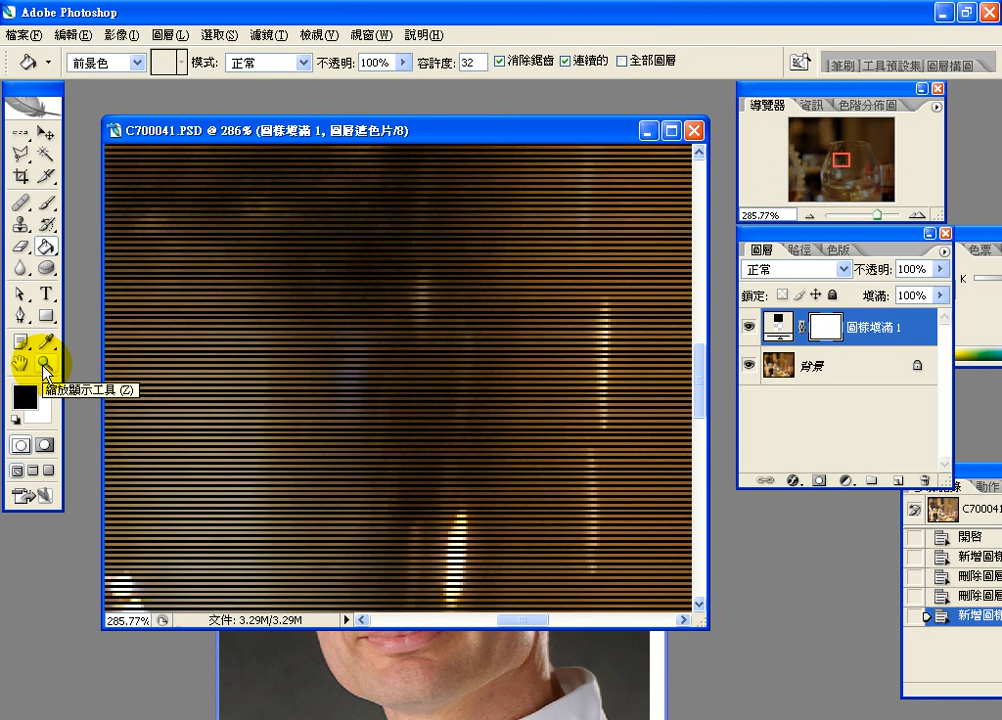 Adobe Photoshop
檔案(F) 編輯(E) 影像(I) 圖層(L) 選取(S) 濾鏡(T) 檢視(V) 視窗(W) 說明(H)
前景色 模式: 正常 不透明: 100% 容許度: 32 消除鋸齒 連續的 全部圖層
筆刷 工具預設集 圖層構圖
C700041.PSD @ 286% (圖樣填滿 1, 圖層遮色片/8)
導覽器 資訊 色階分佈圖
285.77%
圖層 路徑 色版
色票
正常 不透明: 100%
K
鎖定: 填滿: 100%
圖樣填滿 1
背景
T
縮放顯示工具 (Z)
動作
C700041
開啓
新增圖樣
刪除圖層
刪除圖層
新增圖樣
285.77% 文件: 3.29M/3.29M